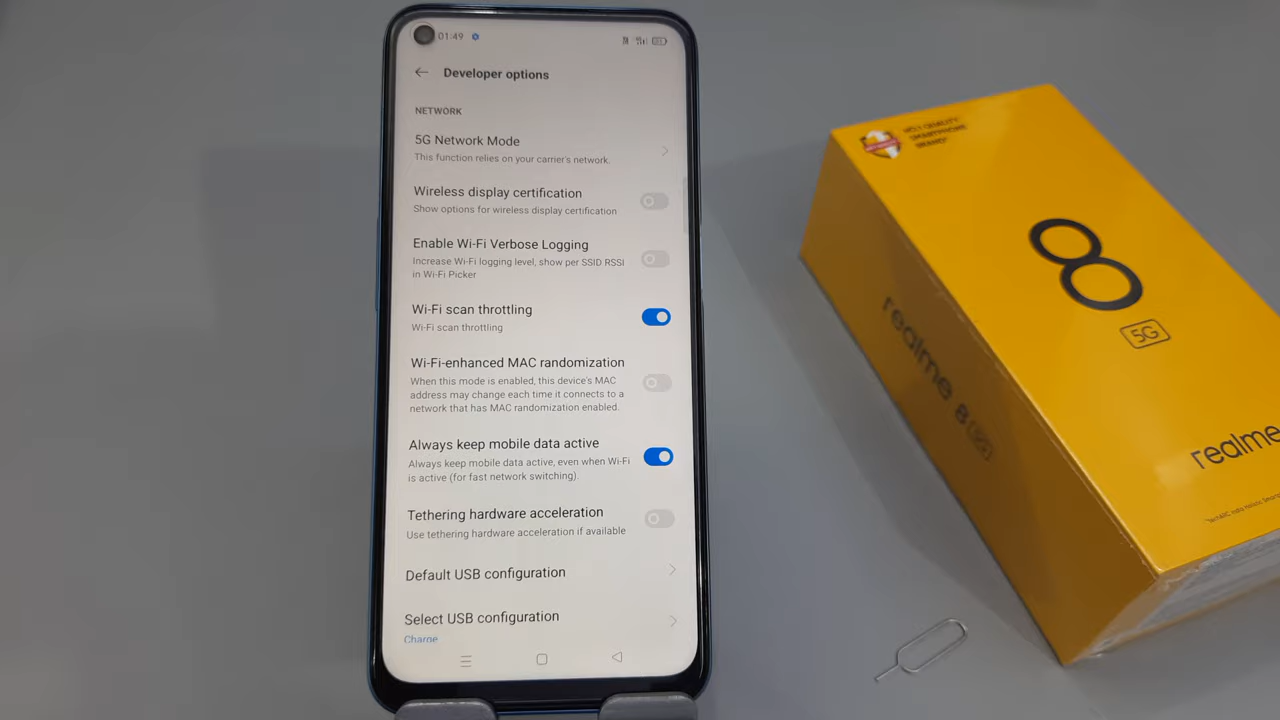 01:49
Developer options
NETWORK
5G Network Mode
This function relies on your carrier's network.
Wireless display certification
Show options for wireless display certification
Enable Wi-Fi Verbose Logging
Increase Wi-Fi logging level, show per SSID RSSI
in Wi-Fi Picker
Wi-Fi scan throttling
Wi-Fi scan throttling
Wi-Fi-enhanced MAC randomization
When this mode is enabled, this device's MAC
address may change each time it connects to a
network that has MAC randomization enabled.
Always keep mobile data active
Always keep mobile data active, even when Wi-Fi
is active (for fast network switching).
Tethering hardware acceleration
Use tethering hardware acceleration if available
Default USB configuration
Select USB configuration
Charge
NO.1 QUALITY
SMARTPHONE
BRAND*
8
5G
realme
realme 8 5G